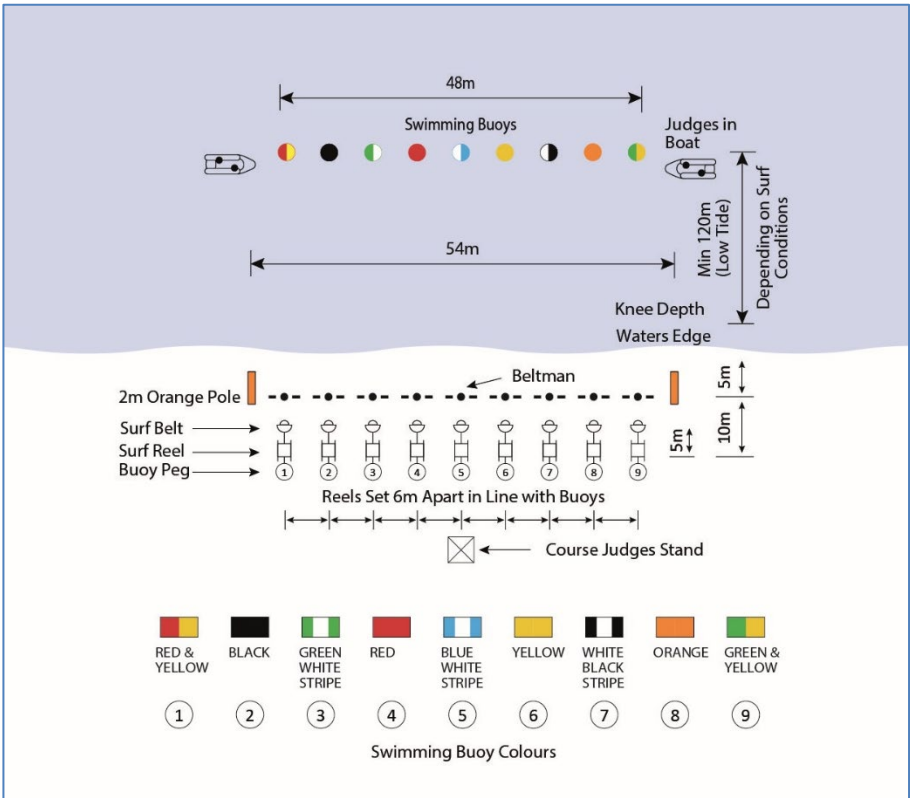 48m
Swimming Buoys
Judges in
Boat
54m
Min 120m
(Low Tide)
Depending on Surf
Conditions
Knee Depth
Waters Edge
Beltman
5m
2m Orange Pole
10m
Surf Belt
Surf Reel
5m
Buoy Peg
1 2 3 4 5 6 7 8 9
Reels Set 6m Apart in Line with Buoys
Course Judges Stand
RED &
YELLOW
BLACK
GREEN
WHITE
STRIPE
RED
BLUE
WHITE
STRIPE
YELLOW
WHITE
BLACK
STRIPE
ORANGE
GREEN &
YELLOW
1 2 3 4 5 6 7 8 9
Swimming Buoy Colours